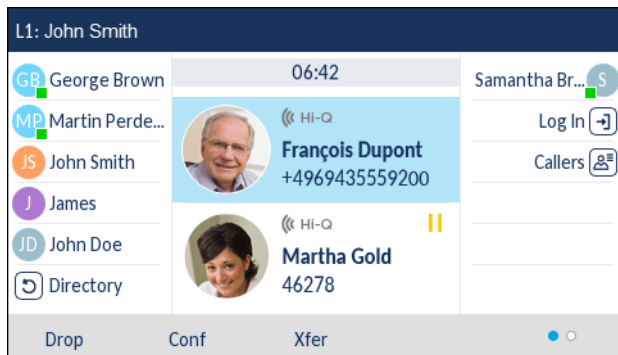 L1: John Smith
GB George Brown
MP Martin Perde...
JS John Smith
J James
JD John Doe
Directory
06:42
Hi-Q
François Dupont
+4969435559200
Hi-Q
Martha Gold
46278
Samantha Br... S
Log In
Callers
Drop Conf Xfer